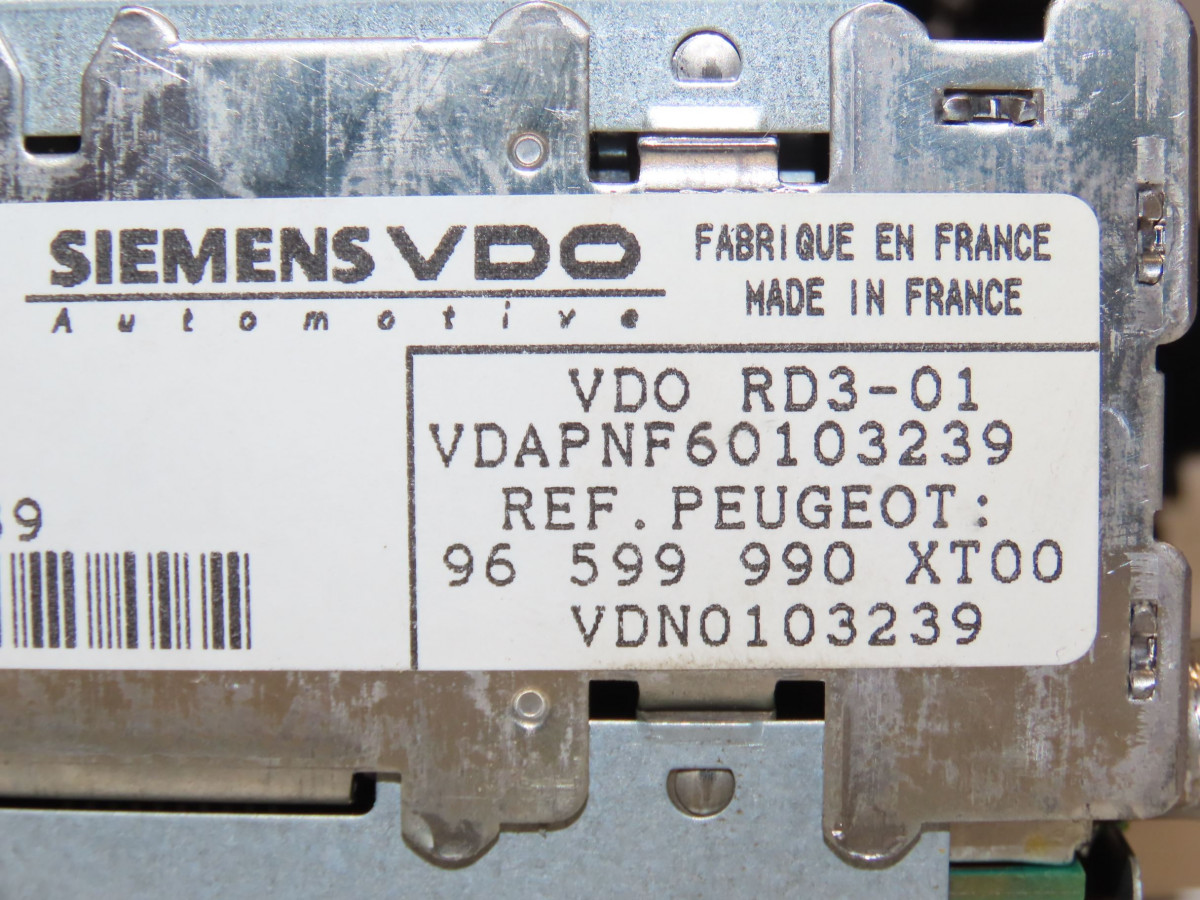 SIEMENS VDO
Automotive
FABRIQUE EN FRANCE
MADE IN FRANCE
VDO RD3-01
VDAPNF60103239
REF. PEUGEOT:
96 599 990 XT00
VDN0103239
39